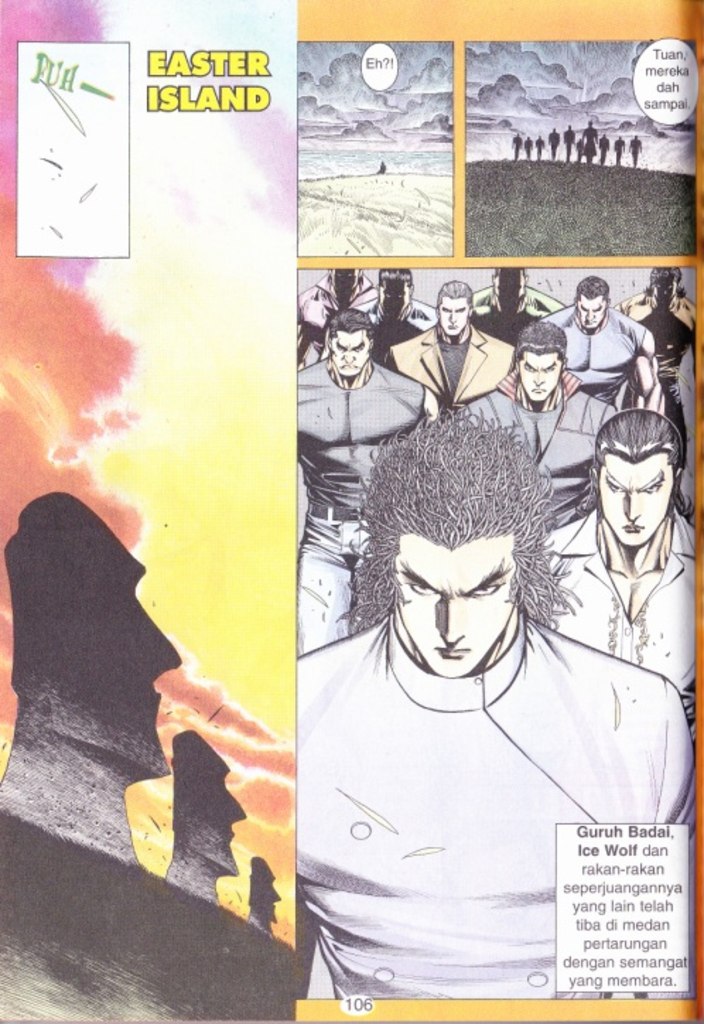 PUH
EASTER
ISLAND
Eh?!
Tuan,
mereka
dah
sampai.
Guruh Badai,
Ice Wolf dan
rakan-rakan
seperjuangannya
yang lain telah
tiba di medan
pertarungan
dengan semangat
yang membara.
106